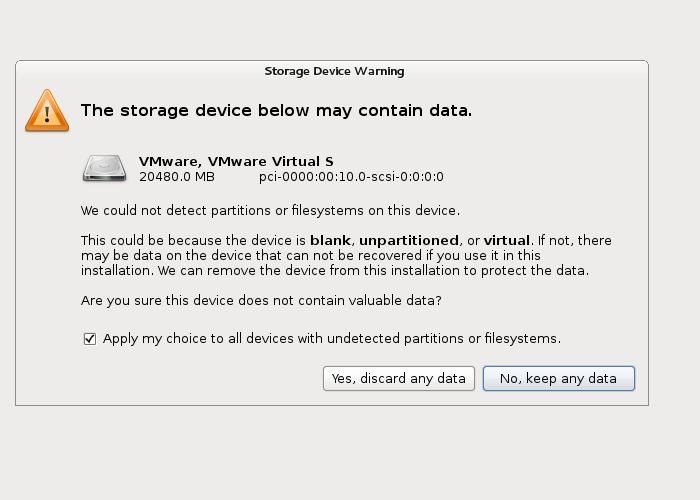 Storage Device Warning
The storage device below may contain data.
VMware, VMware Virtual S
20480.0 MB pci-0000:00:10.0-scsi-0:0:0:0
We could not detect partitions or filesystems on this device.
This could be because the device is blank, unpartitioned, or virtual. If not, there
may be data on the device that can not be recovered if you use it in this
installation. We can remove the device from this installation to protect the data.
Are you sure this device does not contain valuable data?
Apply my choice to all devices with undetected partitions or filesystems.
Yes, discard any data No, keep any data